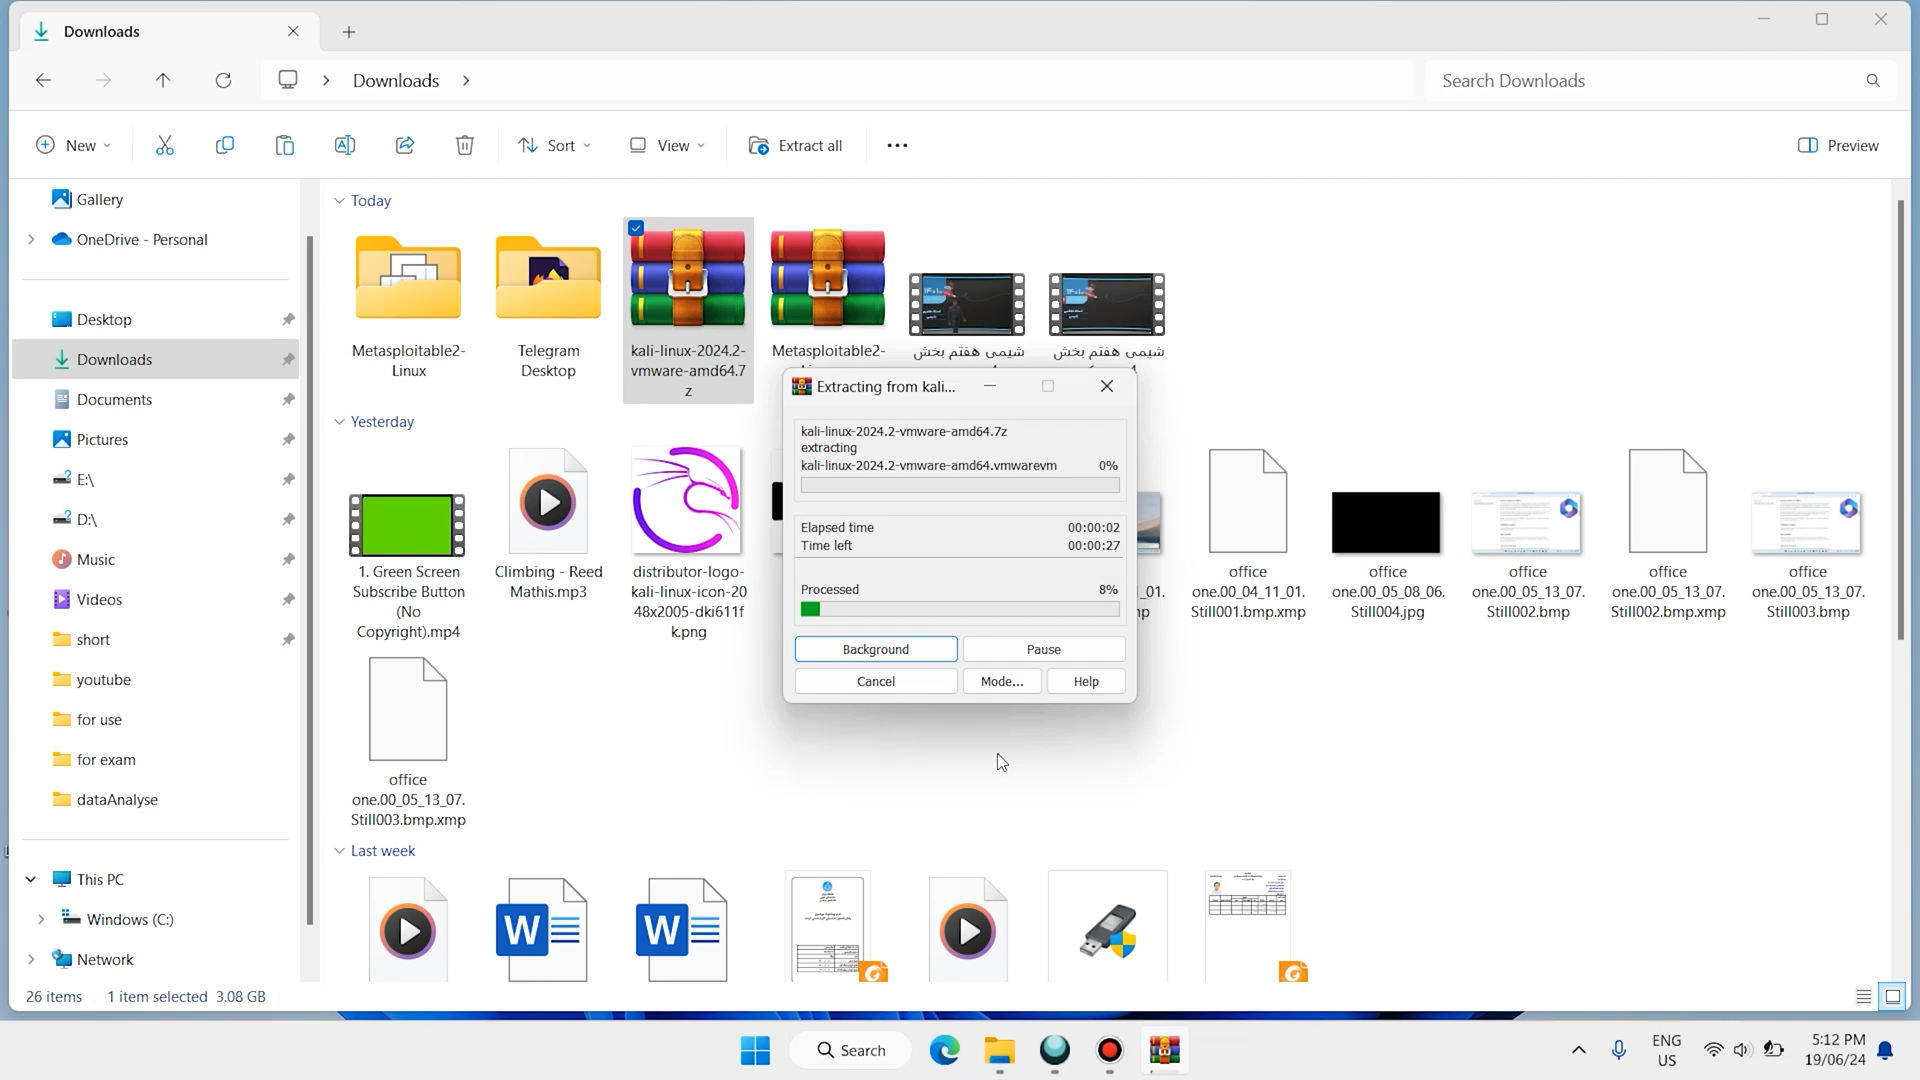 Downloads
Downloads
Search Downloads
New
Sort
View
Extract all
Preview
Gallery
OneDrive - Personal
Desktop
Downloads
Documents
Pictures
E:\
D:\
Music
Videos
short
youtube
for use
for exam
dataAnalyse
This PC
Windows (C:)
Network
Today
Metasploitable2-
Linux
Telegram
Desktop
kali-linux-2024.2-
vmware-amd64.7
z
Metasploitable2-
شیمی هفتم بخش
شیمی هفتم بخش
Yesterday
1. Green Screen
Subscribe Button
(No
Copyright).mp4
Climbing - Reed
Mathis.mp3
distributor-logo-
kali-linux-icon-20
48x2005-dki611f
k.png
office
one.00_04_11_01.
Still001.bmp.xmp
office
one.00_05_08_06.
Still004.jpg
office
one.00_05_13_07.
Still002.bmp
office
one.00_05_13_07.
Still002.bmp.xmp
office
one.00_05_13_07.
Still003.bmp
office
one.00_05_13_07.
Still003.bmp.xmp
Last week
Extracting from kali...
kali-linux-2024.2-vmware-amd64.7z
extracting
kali-linux-2024.2-vmware-amd64.vmwarevm 0%
Elapsed time 00:00:02
Time left 00:00:27
Processed 8%
Background
Pause
Cancel
Mode...
Help
26 items 1 item selected 3.08 GB
Search
ENG
US
5:12 PM
19/06/24